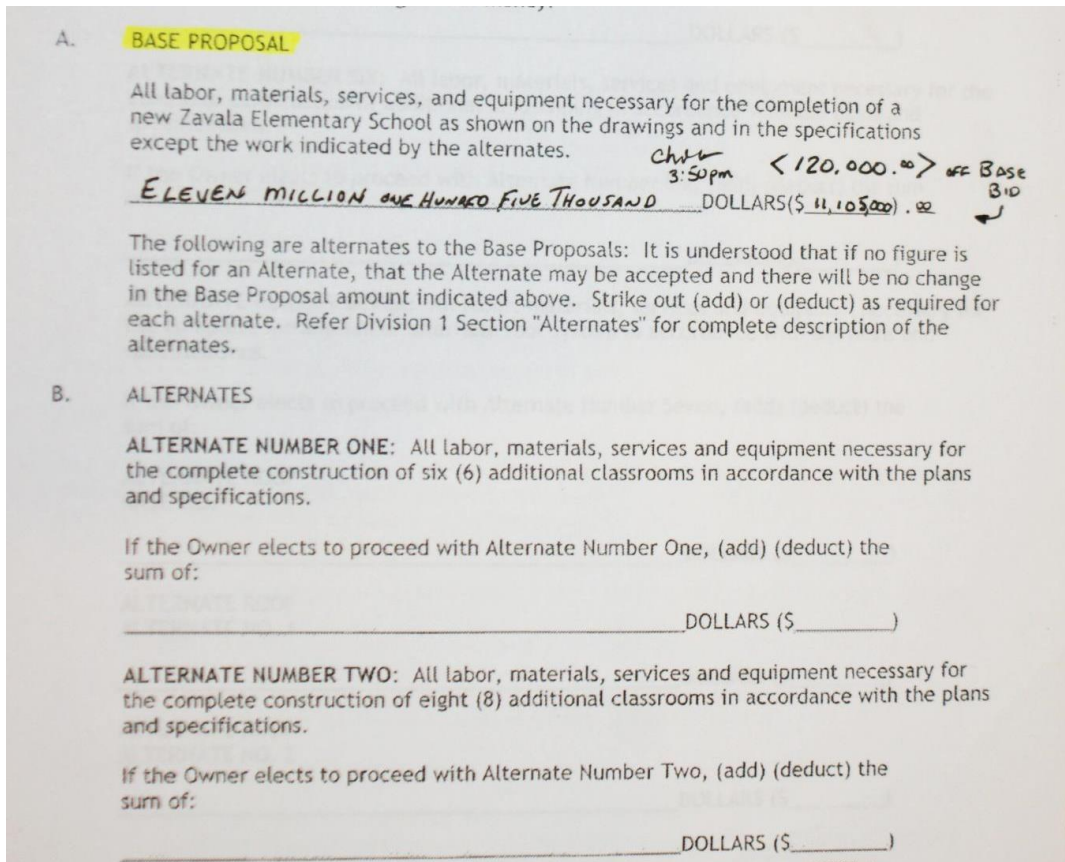 A. BASE PROPOSAL
All labor, materials, services, and equipment necessary for the completion of a
new Zavala Elementary School as shown on the drawings and in the specifications
except the work indicated by the alternates.
3:50pm <120,000.00> off Base
Bid
ELEVEN MILLION ONE HUNDRED FIVE THOUSAND DOLLARS($ 11,105,000).00
The following are alternates to the Base Proposals: It is understood that if no figure is
listed for an Alternate, that the Alternate may be accepted and there will be no change
in the Base Proposal amount indicated above. Strike out (add) or (deduct) as required for
each alternate. Refer Division 1 Section "Alternates" for complete description of the
alternates.
B. ALTERNATES
ALTERNATE NUMBER ONE: All labor, materials, services and equipment necessary for
the complete construction of six (6) additional classrooms in accordance with the plans
and specifications.
If the Owner elects to proceed with Alternate Number One, (add) (deduct) the
sum of:
DOLLARS ($ )
ALTERNATE NUMBER TWO: All labor, materials, services and equipment necessary for
the complete construction of eight (8) additional classrooms in accordance with the plans
and specifications.
If the Owner elects to proceed with Alternate Number Two, (add) (deduct) the
sum of:
DOLLARS ($ )